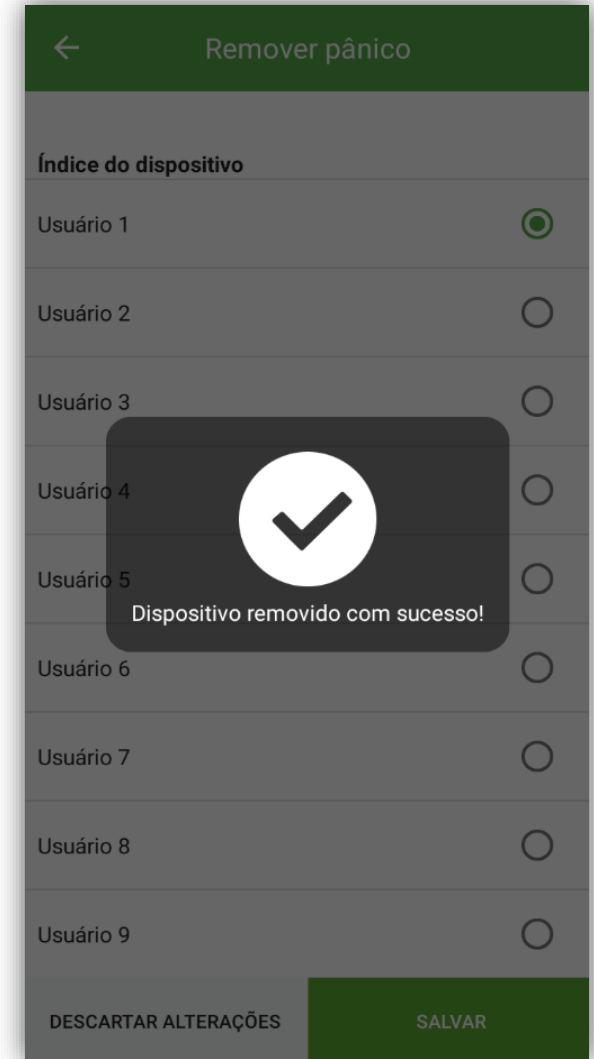 Remover pânico
Índice do dispositivo
Usuário 1
Usuário 2
Usuário 3
Usuário 4
Usuário 5
Dispositivo removido com sucesso!
Usuário 6
Usuário 7
Usuário 8
Usuário 9
DESCARTAR ALTERAÇÕES
SALVAR